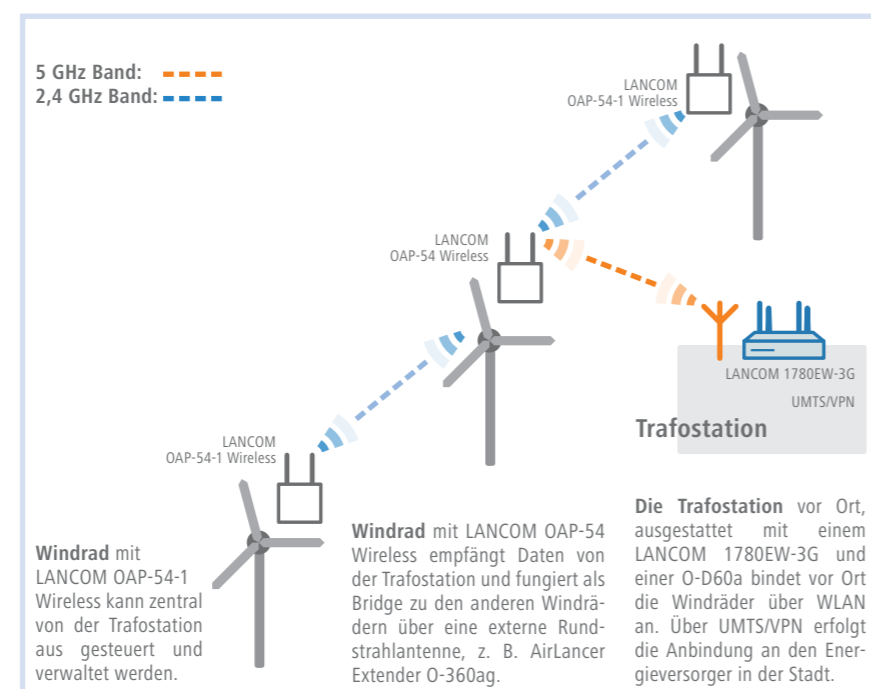 5 GHz Band:
2,4 GHz Band:
LANCOM
OAP-54-1 Wireless
LANCOM
OAP-54 Wireless
LANCOM 1780EW-3G
UMTS/VPN
Trafostation
LANCOM
OAP-54-1 Wireless
Windrad mit
LANCOM OAP-54-1
Wireless kann zentral
von der Trafostation
aus gesteuert und
verwaltet werden.
Windrad mit LANCOM OAP-54
Wireless empfängt Daten von
der Trafostation und fungiert als
Bridge zu den anderen Windrä-
dern über eine externe Rund-
strahlantenne, z. B. AirLancer
Extender O-360ag.
Die Trafostation vor Ort,
ausgestattet mit einem
LANCOM 1780EW-3G und
einer O-D60a bindet vor Ort
die Windräder über WLAN
an. Über UMTS/VPN erfolgt
die Anbindung an den Ener-
gieversorger in der Stadt.